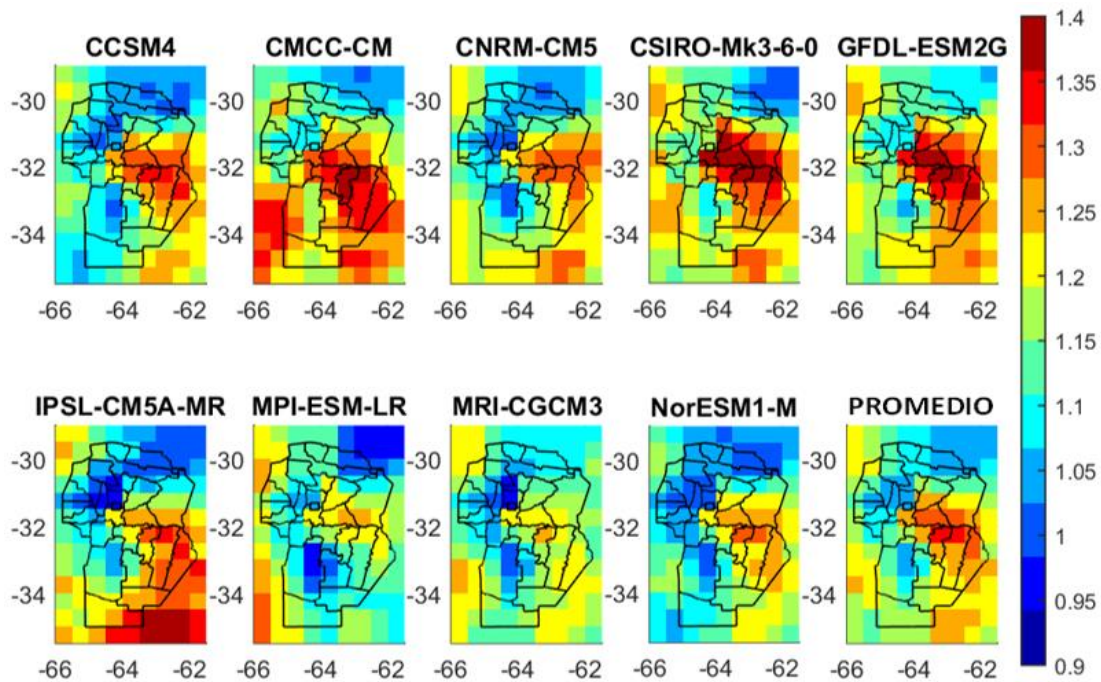 CCSM4 CMCC-CM CNRM-CM5 CSIRO-Mk3-6-0 GFDL-ESM2G
-30 -30 -30 -30 -30
-32 -32 -32 -32 -32
-34 -34 -34 -34 -34
-66 -64 -62 -66 -64 -62 -66 -64 -62 -66 -64 -62 -66 -64 -62
IPSL-CM5A-MR MPI-ESM-LR MRI-CGCM3 NorESM1-M PROMEDIO
-30 -30 -30 -30 -30
-32 -32 -32 -32 -32
-34 -34 -34 -34 -34
-66 -64 -62 -66 -64 -62 -66 -64 -62 -66 -64 -62 -66 -64 -62
1.4
1.35
1.3
1.25
1.2
1.15
1.1
1.05
1
0.95
0.9